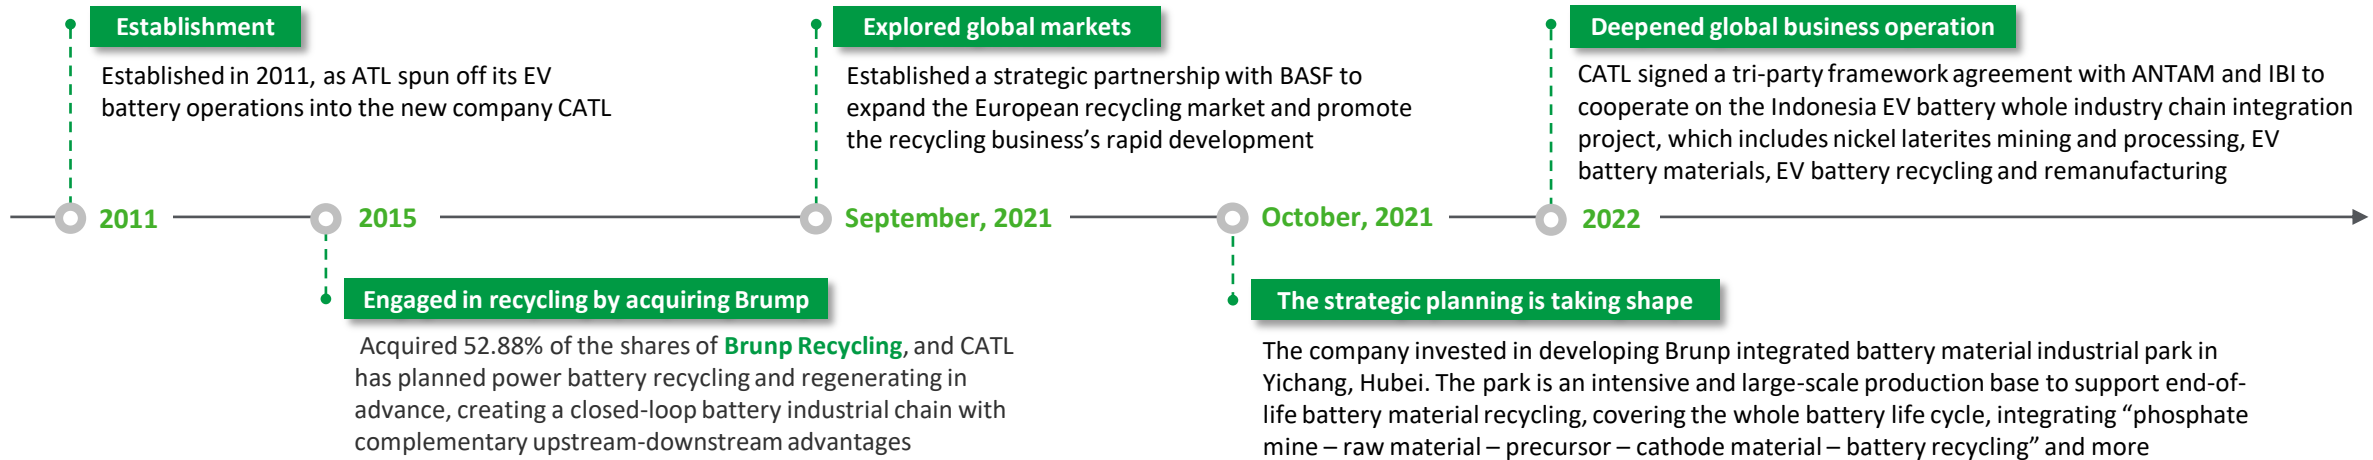 Establishment
Established in 2011, as ATL spun off its EV
battery operations into the new company CATL
Explored global markets
Established a strategic partnership with BASF to
expand the European recycling market and promote
the recycling business's rapid development
Deepened global business operation
CATL signed a tri-party framework agreement with ANTAM and IBI to
cooperate on the Indonesia EV battery whole industry chain integration
project, which includes nickel laterites mining and processing, EV
battery materials, EV battery recycling and remanufacturing
2011
2015
September, 2021
October, 2021
2022
Engaged in recycling by acquiring Brump
Acquired 52.88% of the shares of Brunp Recycling, and CATL
has planned power battery recycling and regenerating in
advance, creating a closed-loop battery industrial chain with
complementary upstream-downstream advantages
The strategic planning is taking shape
The company invested in developing Brunp integrated battery material industrial park in
Yichang, Hubei. The park is an intensive and large-scale production base to support end-of-
life battery material recycling, covering the whole battery life cycle, integrating “phosphate
mine – raw material – precursor – cathode material – battery recycling” and more